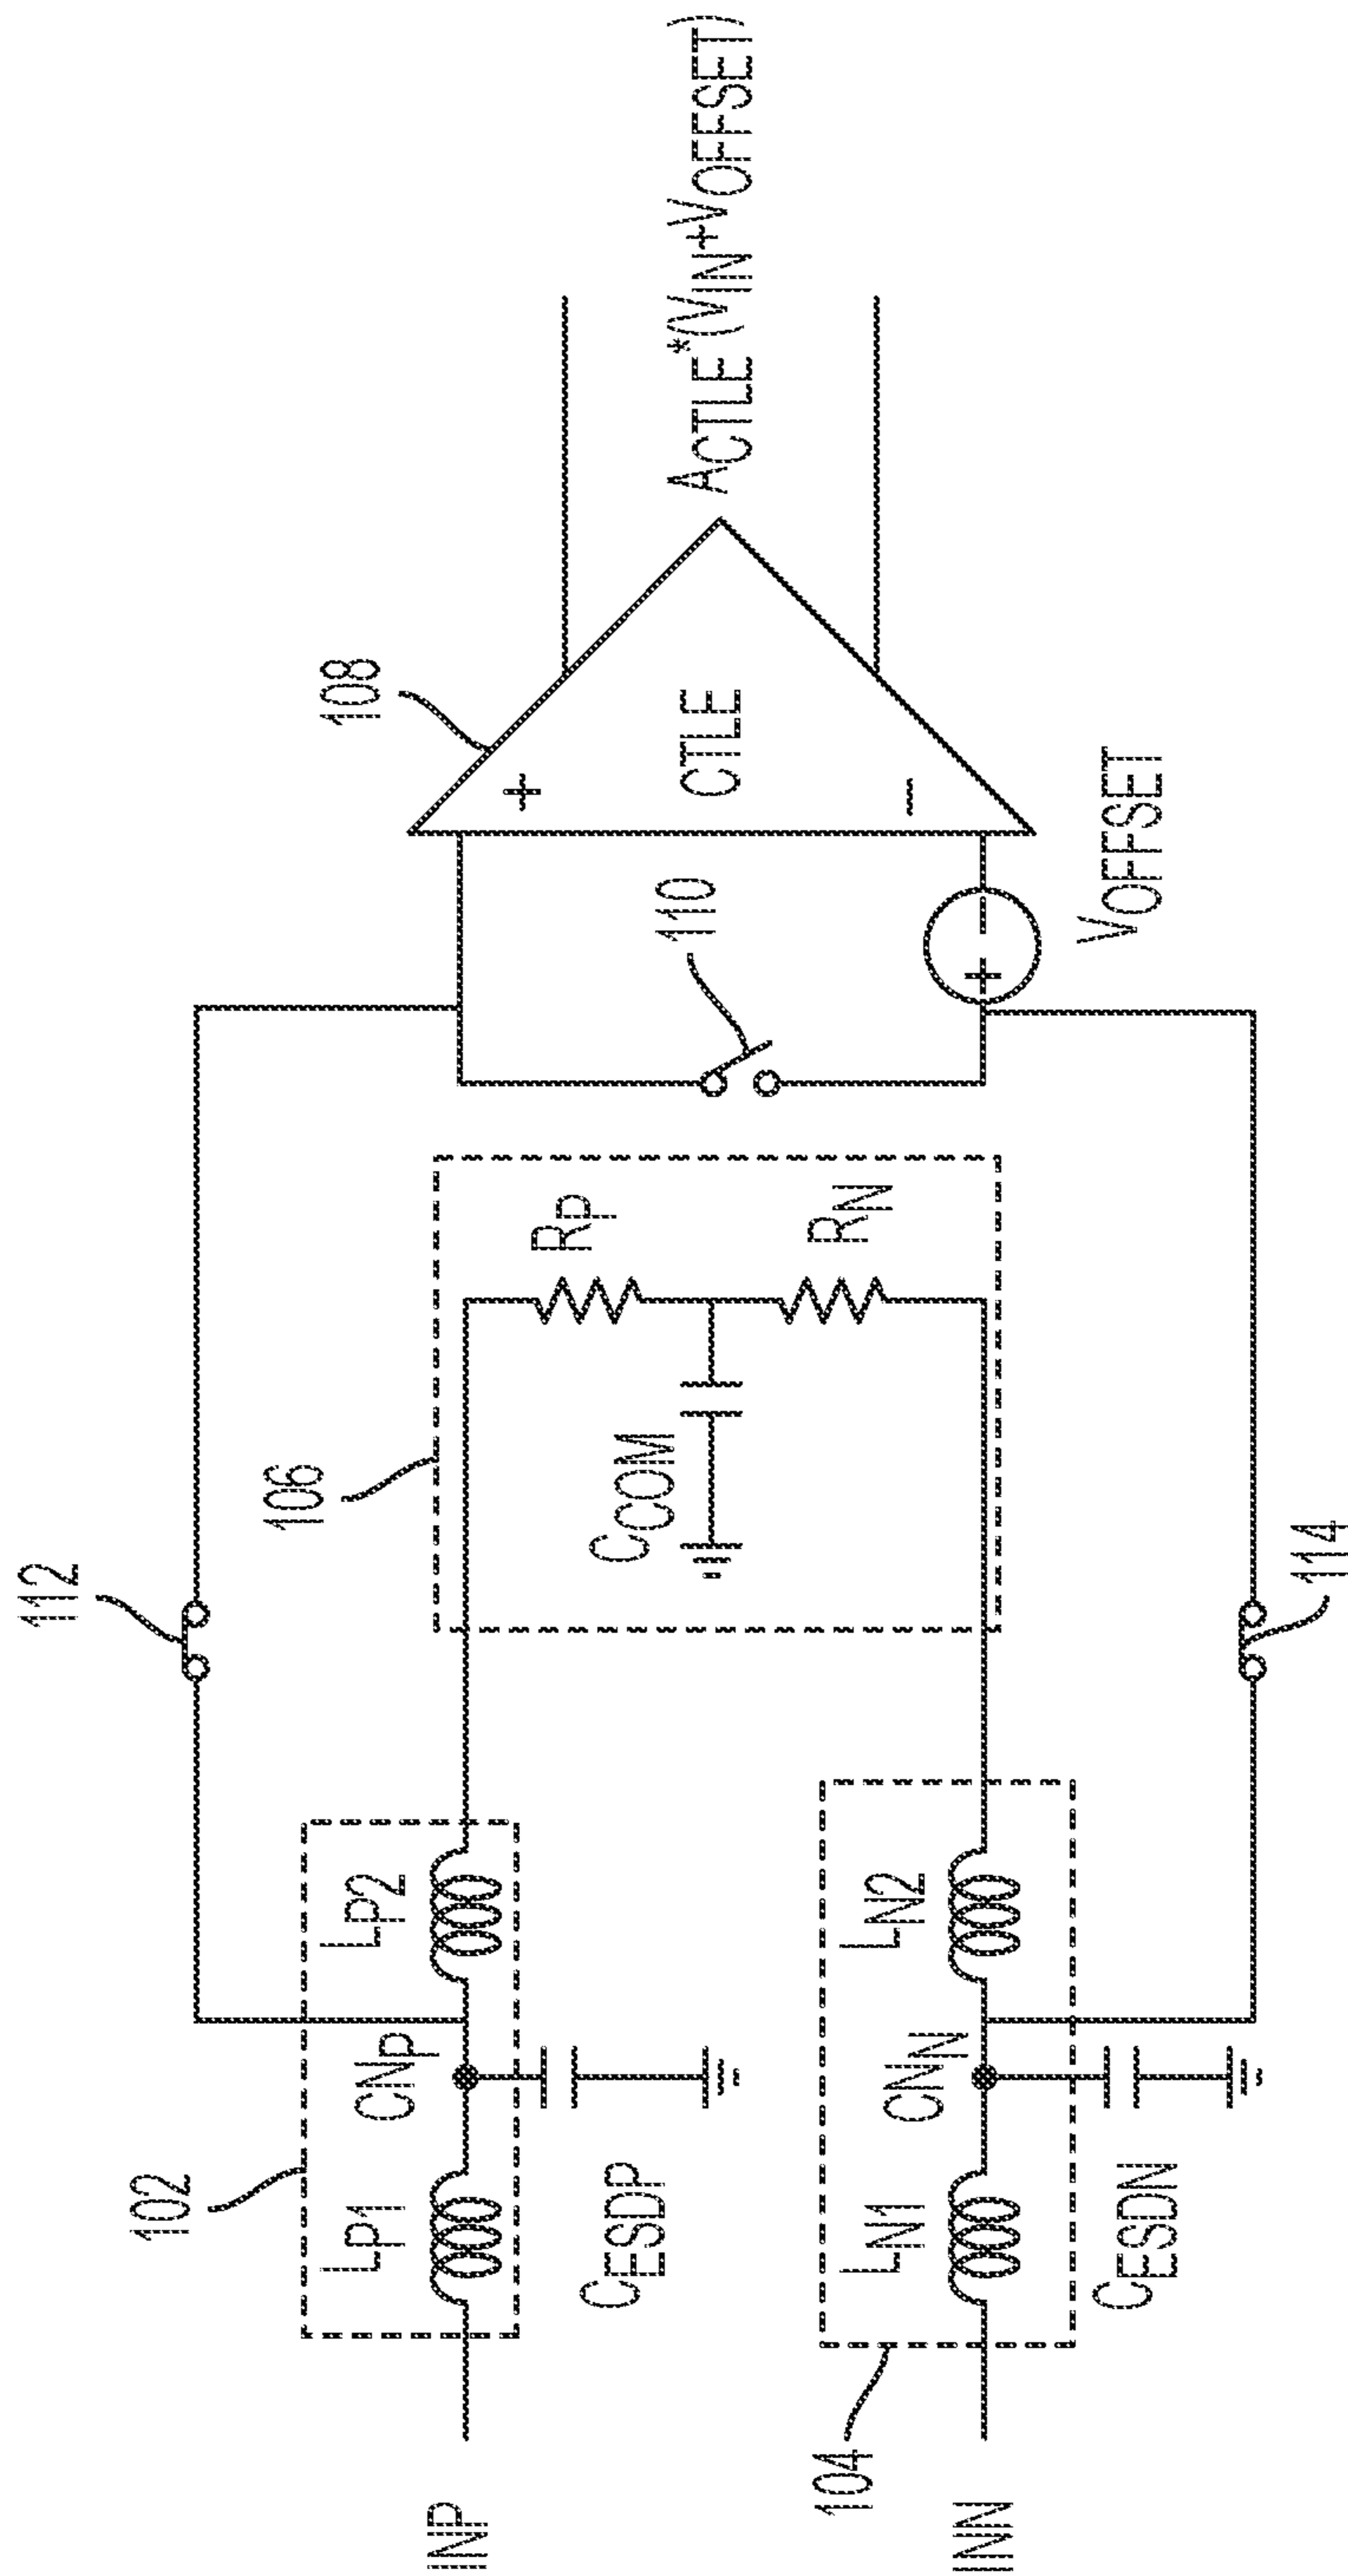 112
114
106
110
108
102
104
INP
INN
LP1
CNP
LP2
CESDP
LN1
CNN
LN2
CESDN
CCOM
RP
RN
+
−
CTLE
+
−
VOFFSET
ACTLE*(VIN+VOFFSET)